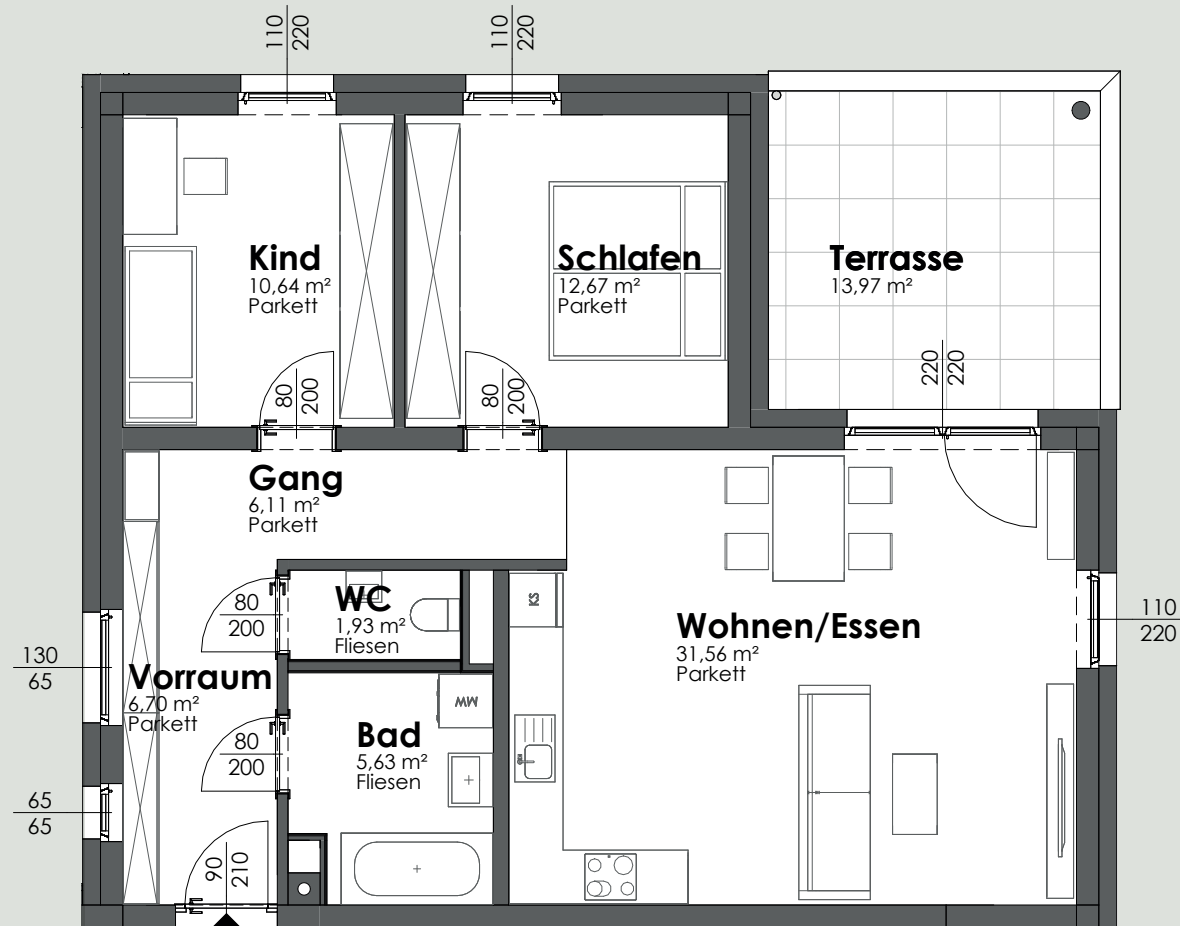 110
220
110
220
Kind
10,64 m²
Parkett
Schlafen
12,67 m²
Parkett
Terrasse
13,97 m²
80
200
80
200
220
220
Gang
6,11 m²
Parkett
WC
1,93 m²
Fliesen
KS
80
200
Wohnen/Essen
31,56 m²
Parkett
110
220
130
65
Vorraum
6,70 m²
Parkett
MW
Bad
5,63 m²
Fliesen
80
200
65
65
90
210